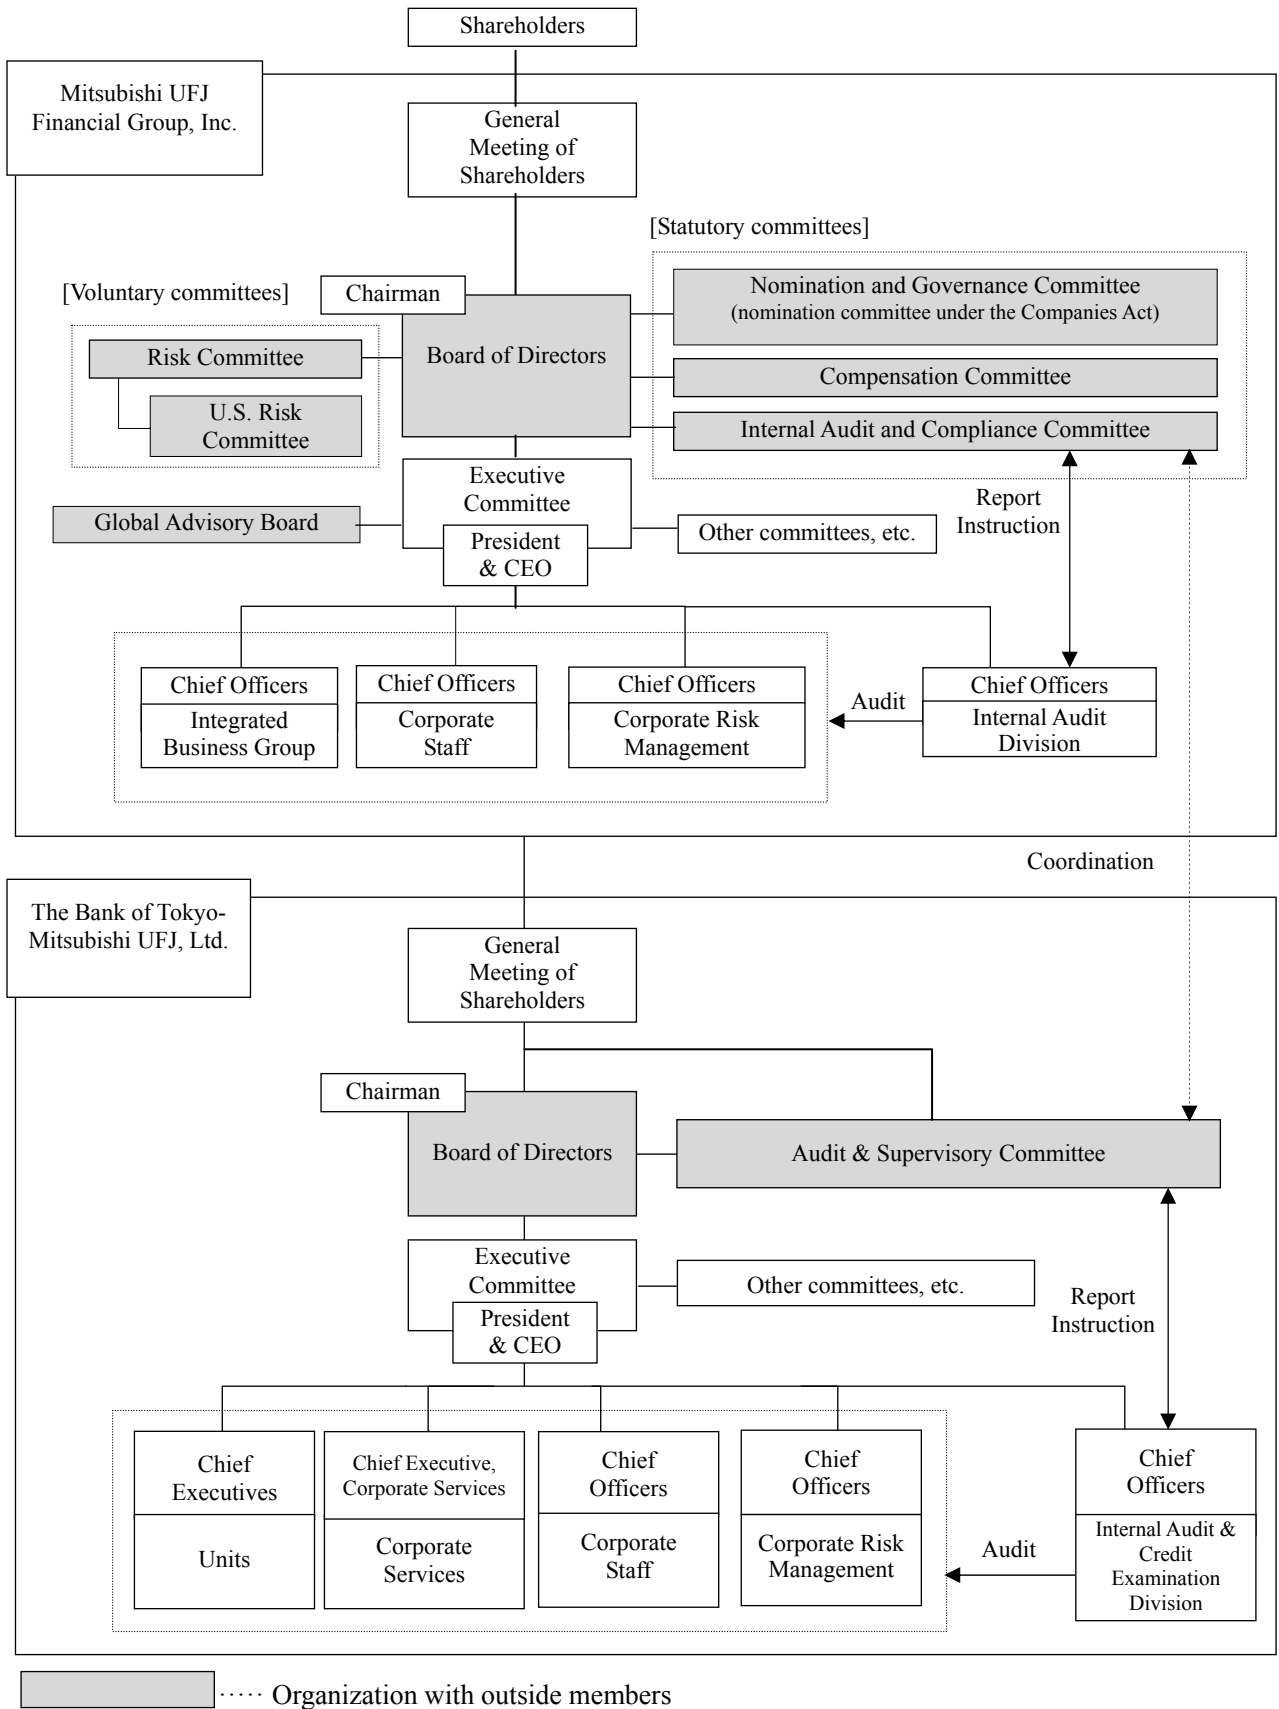 Shareholders
Mitsubishi UFJ
Financial Group, Inc.
General
Meeting of
Shareholders
[Statutory committees]
[Voluntary committees]
Chairman
Board of Directors
Nomination and Governance Committee
(nomination committee under the Companies Act)
Risk Committee
Compensation Committee
U.S. Risk
Committee
Internal Audit and Compliance Committee
Executive
Committee
Global Advisory Board
President
& CEO
Other committees, etc.
Report
Instruction
Chief Officers
Integrated
Business Group
Chief Officers
Corporate
Staff
Chief Officers
Corporate Risk
Management
Audit
Chief Officers
Internal Audit
Division
Coordination
The Bank of Tokyo-
Mitsubishi UFJ, Ltd.
General
Meeting of
Shareholders
Chairman
Board of Directors
Audit & Supervisory Committee
Executive
Committee
President
& CEO
Other committees, etc.
Report
Instruction
Chief
Executives
Units
Chief Executive,
Corporate Services
Corporate
Services
Chief
Officers
Corporate
Staff
Chief
Officers
Corporate Risk
Management
Audit
Chief
Officers
Internal Audit &
Credit
Examination
Division
····· Organization with outside members